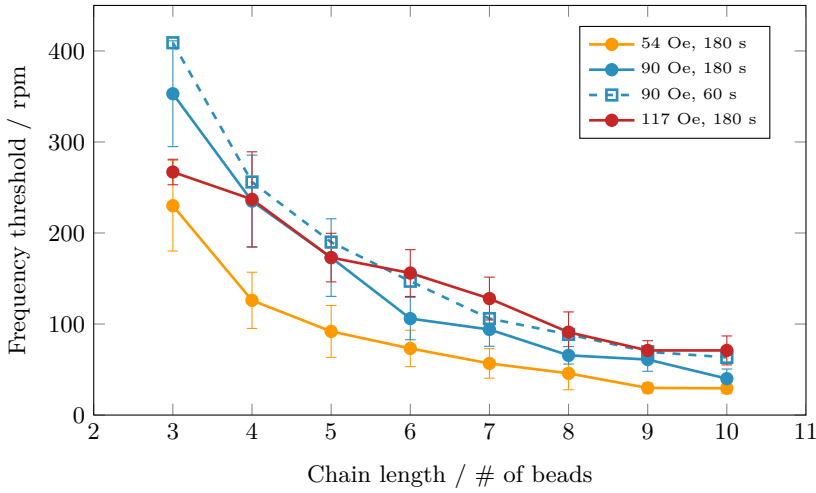 Frequency threshold / rpm
400
300
200
100
0
2 3 4 5 6 7 8 9 10 11
Chain length / # of beads
54 Oe, 180 s
90 Oe, 180 s
90 Oe, 60 s
117 Oe, 180 s